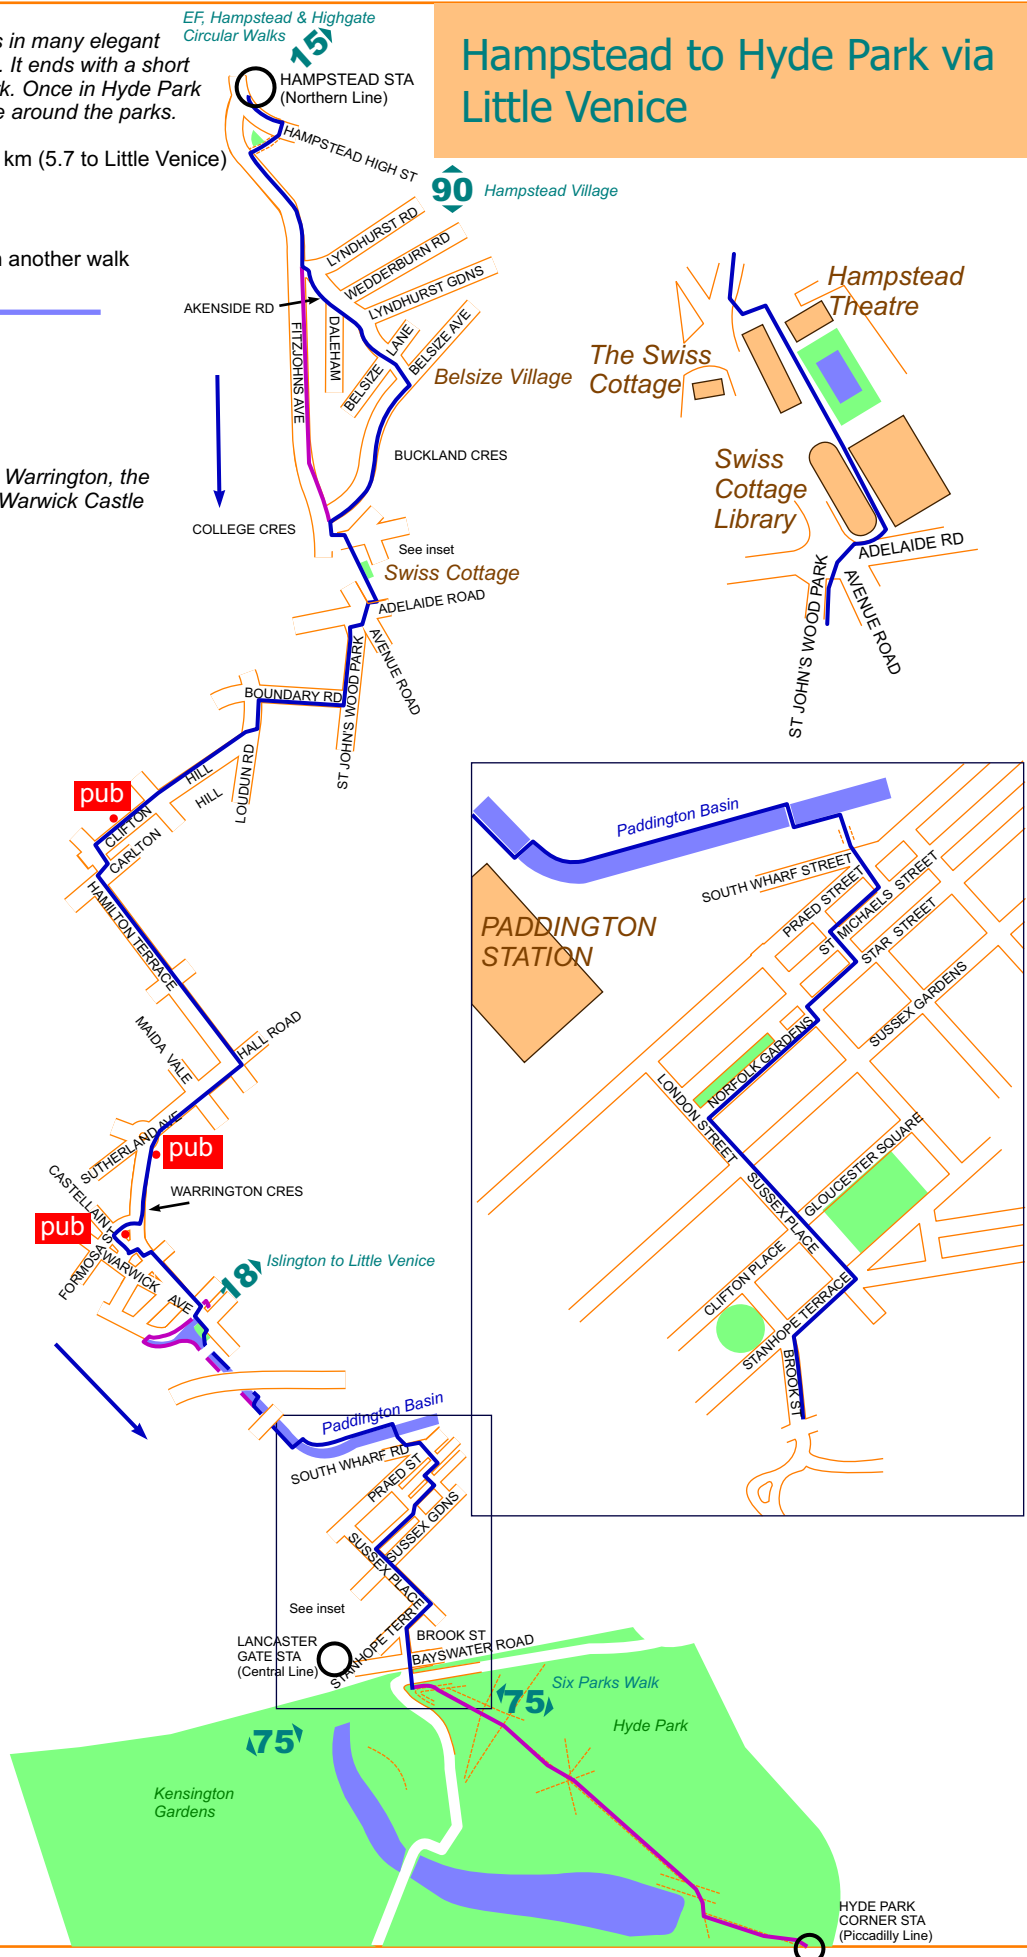 EF, Hampstead & Highgate
Circular Walks
15
s in many elegant
. It ends with a short
k. Once in Hyde Park
e around the parks.
HAMPSTEAD STA
(Northern Line)
Hampstead to Hyde Park via
Little Venice
km (5.7 to Little Venice)
HAMPSTEAD HIGH ST
90
Hampstead Village
another walk
LYNDHURST RD
WEDDERBURN RD
LYNDHURST GDNS
AKENSIDE RD
FITZJOHNS AVE
DALEHAM
BELSIZE LANE
BELSIZE AVE
Belsize Village
BUCKLAND CRES
Warrington, the
Warwick Castle
COLLEGE CRES
See inset
Swiss Cottage
ADELAIDE ROAD
AVENUE ROAD
ST JOHN'S WOOD PARK
BOUNDARY RD
LOUDUN RD
Hampstead
Theatre
The Swiss
Cottage
Swiss
Cottage
Library
ADELAIDE RD
AVENUE ROAD
ST JOHN'S WOOD PARK
pub
CLIFTON HILL
CARLTON HILL
HAMILTON TERRACE
MAIDA VALE
HALL ROAD
SUTHERLAND AVE
pub
CASTELLAIN
WARRINGTON CRES
pub
FORMOSA ST
WARWICK AVE
18
Islington to Little Venice
Paddington Basin
SOUTH WHARF RD
PRAED ST
SUSSEX GDNS
SUSSEX PLACE
See inset
STANHOPE TERR
LANCASTER
GATE STA
(Central Line)
BROOK ST
BAYSWATER ROAD
Paddington Basin
SOUTH WHARF STREET
PRAED STREET
ST MICHAELS STREET
STAR STREET
PADDINGTON
STATION
SUSSEX GARDENS
NORFOLK GARDENS
LONDON STREET
SUSSEX PLACE
GLOUCESTER SQUARE
CLIFTON PLACE
STANHOPE TERRACE
BROOK ST
75
Six Parks Walk
75
Hyde Park
Kensington
Gardens
HYDE PARK
CORNER STA
(Piccadilly Line)